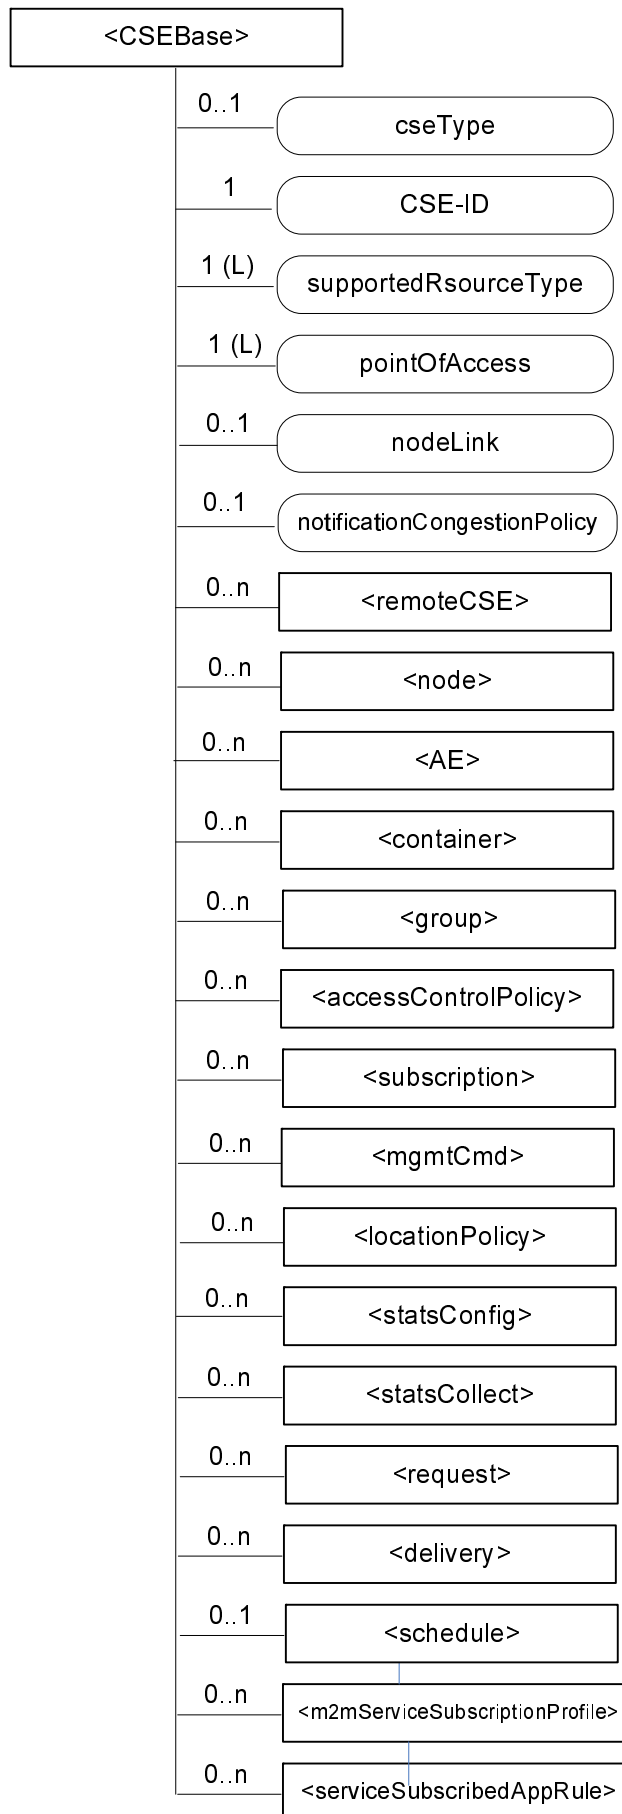 <CSEBase>
0..1
cseType
1
CSE-ID
1 (L)
supportedRsourceType
1 (L)
pointOfAccess
0..1
nodeLink
0..1
notificationCongestionPolicy
0..n
<remoteCSE>
0..n
<node>
0..n
<AE>
0..n
<container>
0..n
<group>
0..n
<accessControlPolicy>
0..n
<subscription>
0..n
<mgmtCmd>
0..n
<locationPolicy>
0..n
<statsConfig>
0..n
<statsCollect>
0..n
<request>
0..n
<delivery>
0..1
<schedule>
0..n
<m2mServiceSubscriptionProfile>
0..n
<serviceSubscribedAppRule>